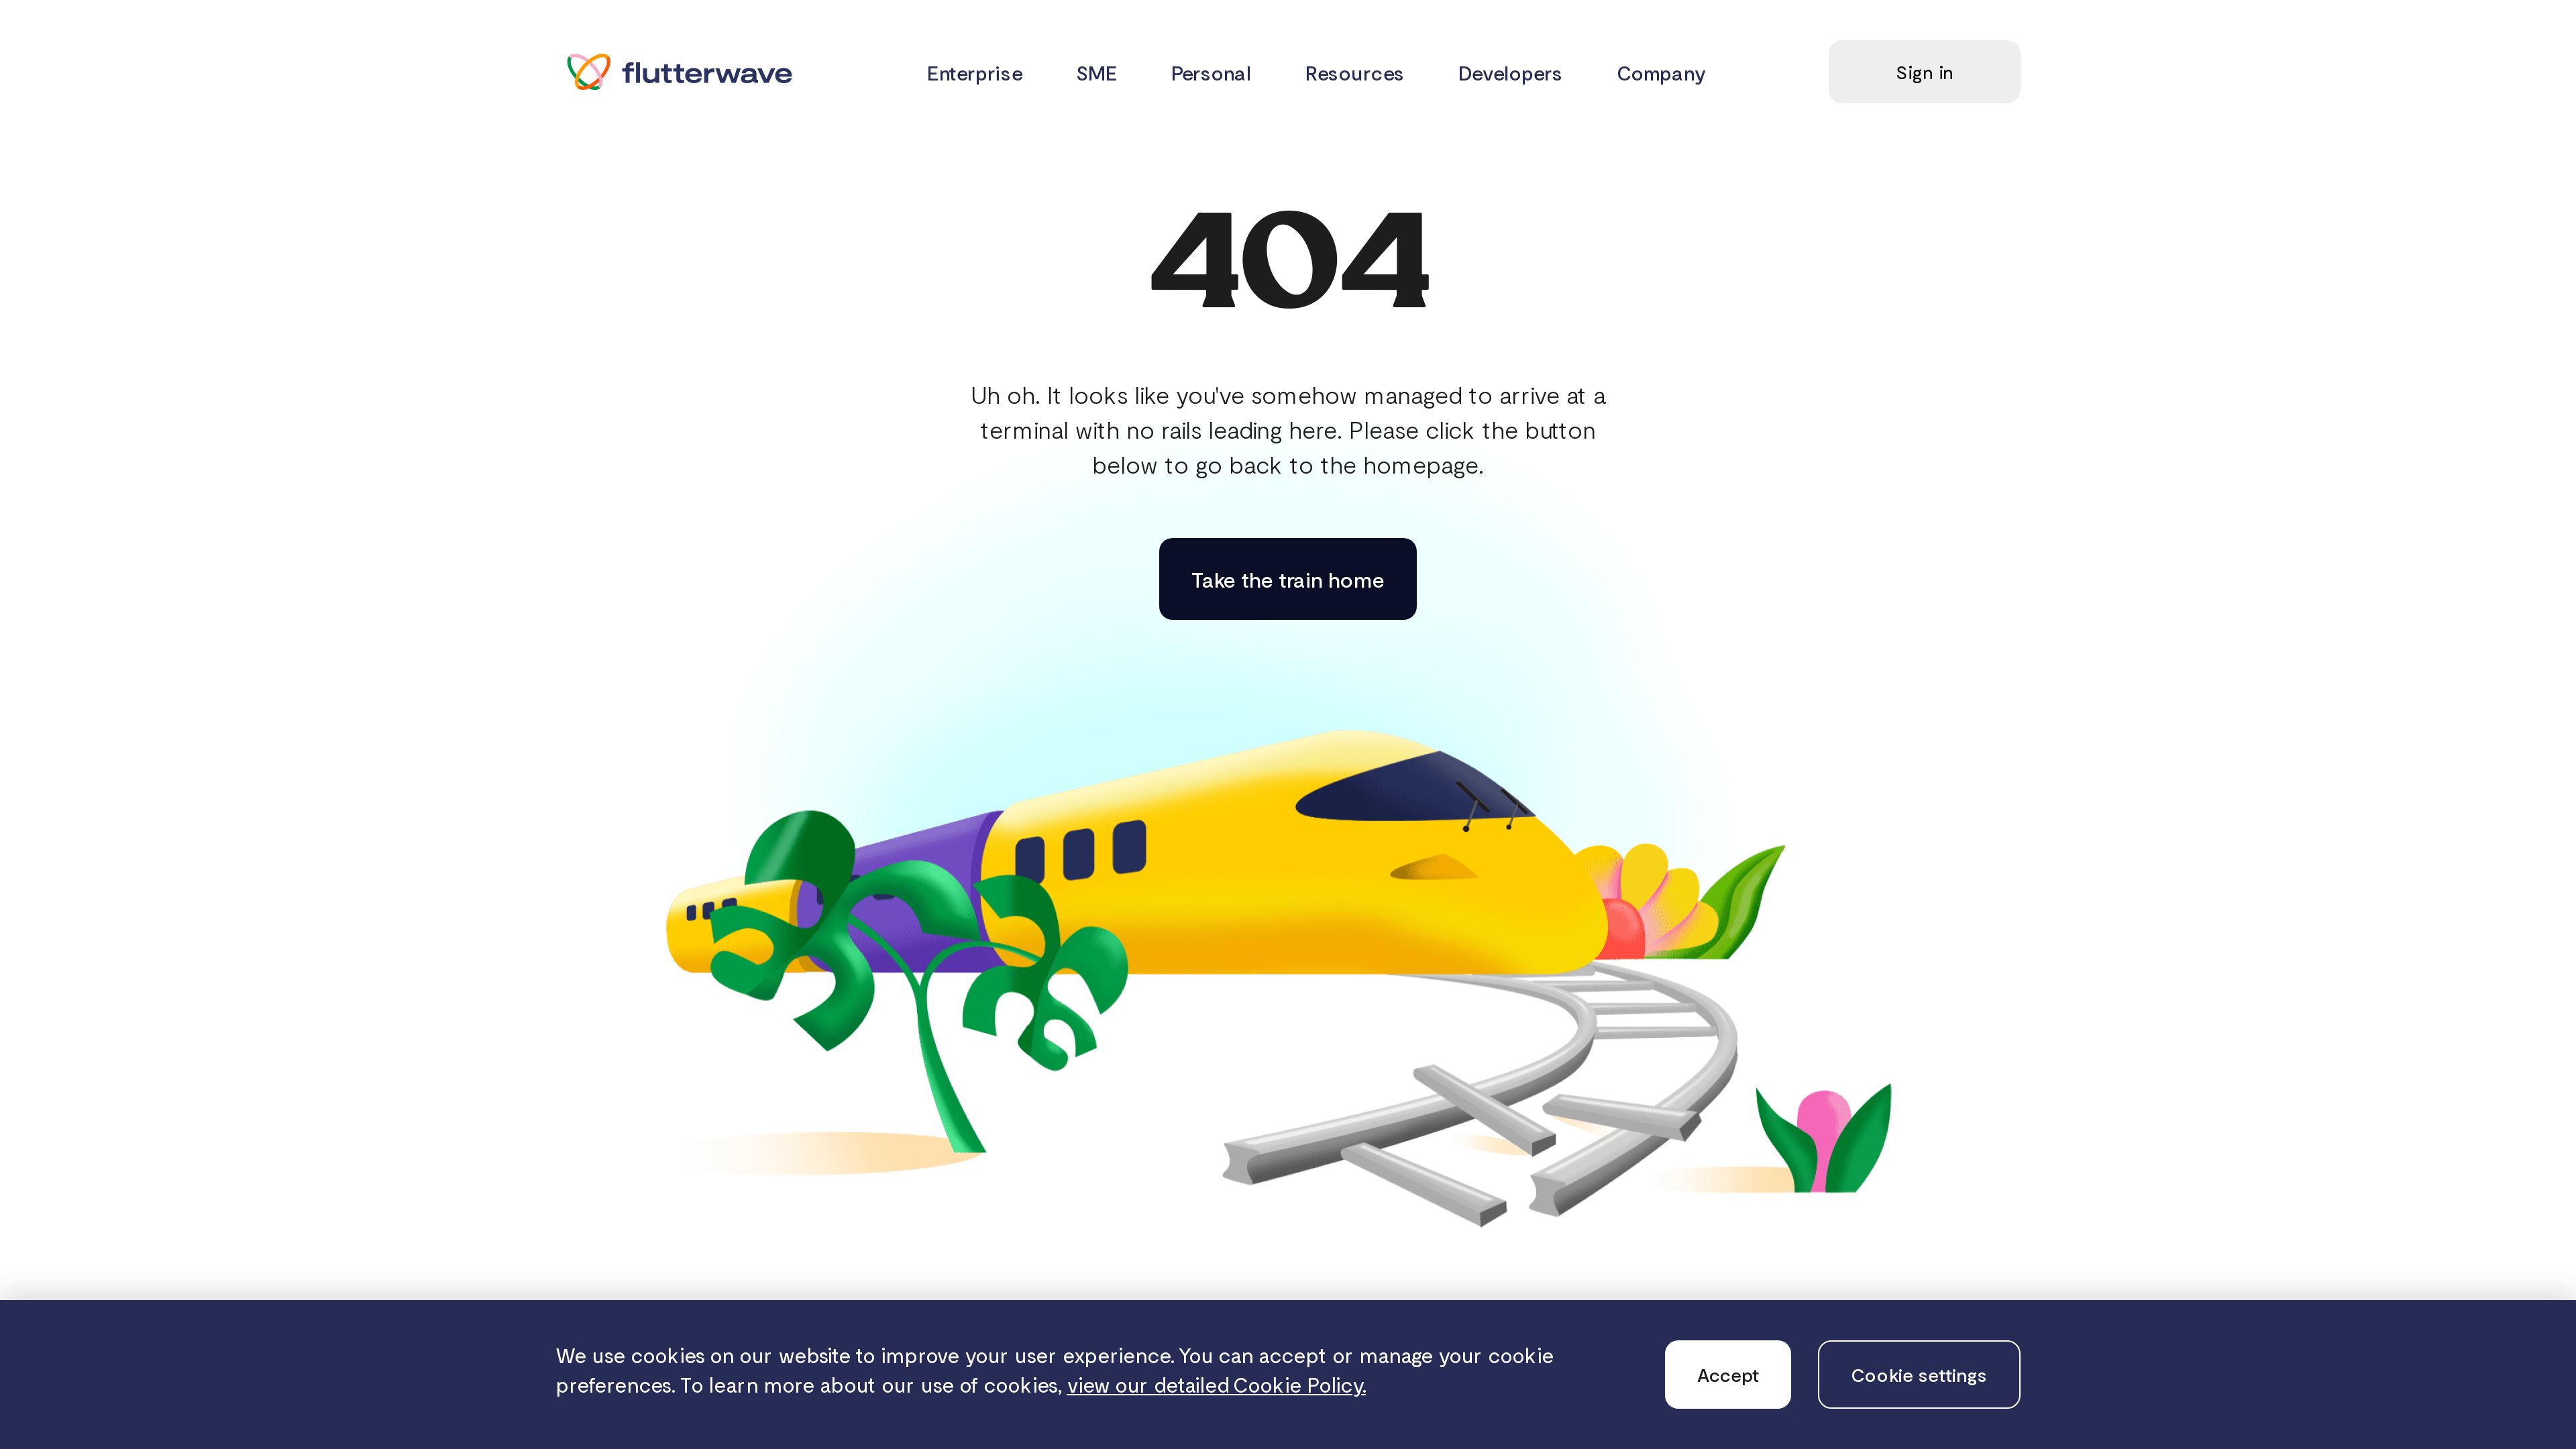 flutterwave
Enterprise
SME
Personal
Resources
Developers
Company
Sign in
404
Uh oh. It looks like you've somehow managed to arrive at a
terminal with no rails leading here. Please click the button
below to go back to the homepage.
Take the train home
We use cookies on our website to improve your user experience. You can accept or manage your cookie
preferences. To learn more about our use of cookies, view our detailed Cookie Policy.
Accept
Cookie settings